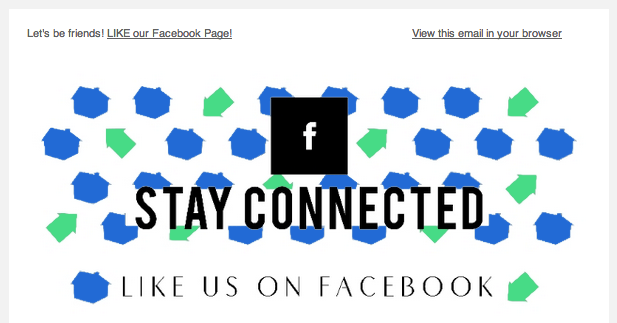 Let's be friends! LIKE our Facebook Page! View this email in your browser
f
STAY CONNECTED
LIKE US ON FACEBOOK